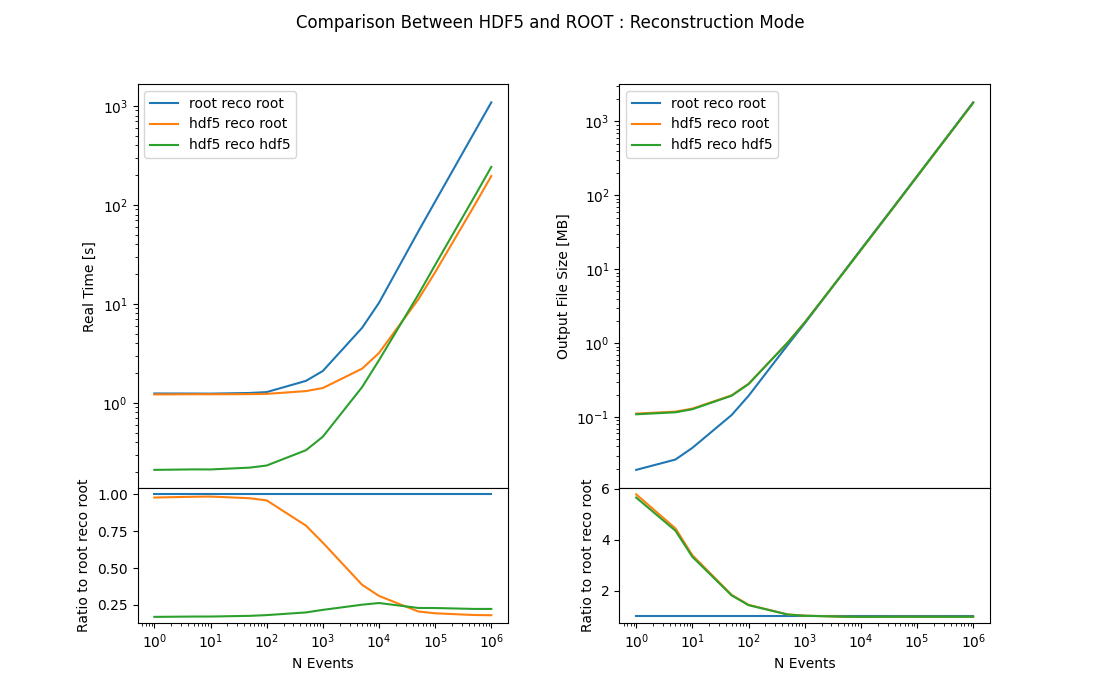 Comparison Between HDF5 and ROOT : Reconstruction Mode
root reco root
hdf5 reco root
hdf5 reco hdf5
Real Time [s]
10³
10²
10¹
10⁰
Ratio to root reco root
1.00
0.75
0.50
0.25
10⁰ 10¹ 10² 10³ 10⁴ 10⁵ 10⁶
N Events
root reco root
hdf5 reco root
hdf5 reco hdf5
Output File Size [MB]
10³
10²
10¹
10⁰
10⁻¹
Ratio to root reco root
6
4
2
10⁰ 10¹ 10² 10³ 10⁴ 10⁵ 10⁶
N Events